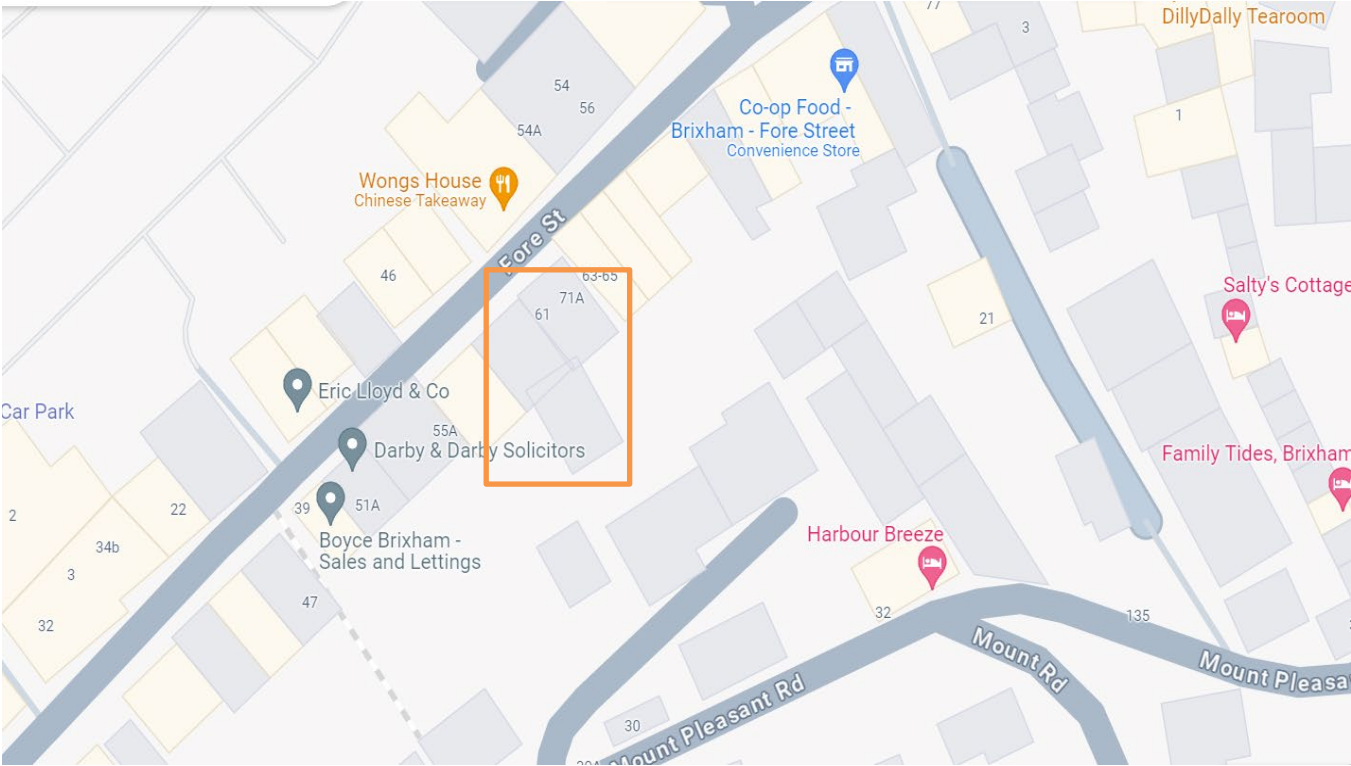 77
3
DillyDally Tearoom
54
56
54A
Co-op Food -
Brixham - Fore Street
Convenience Store
1
Wongs House
Chinese Takeaway
Fore St
46
63-65
71A
61
21
Salty's Cottage
Eric Lloyd & Co
Car Park
55A
Darby & Darby Solicitors
Family Tides, Brixham
2
22
39
51A
34b
Boyce Brixham -
Sales and Lettings
3
Harbour Breeze
47
32
32
135
Mount Rd
Mount Pleasa
30
Mount Pleasant Rd